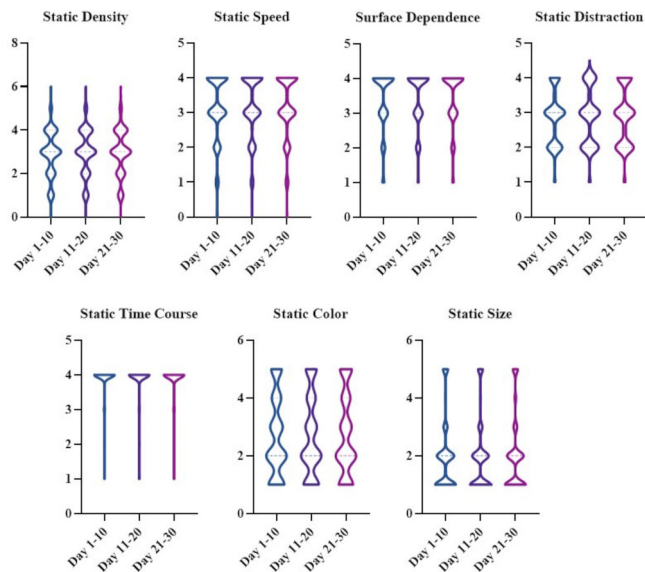 Static Density
8
6
4
2
0
Day 1-10
Day 11-20
Day 21-30
Static Speed
5
4
3
2
1
0
Day 1-10
Day 11-20
Day 21-30
Surface Dependence
5
4
3
2
1
0
Day 1-10
Day 11-20
Day 21-30
Static Distraction
5
4
3
2
1
0
Day 1-10
Day 11-20
Day 21-30
Static Time Course
5
4
3
2
1
0
Day 1-10
Day 11-20
Day 21-30
Static Color
6
4
2
0
Day 1-10
Day 11-20
Day 21-30
Static Size
6
4
2
0
Day 1-10
Day 11-20
Day 21-30